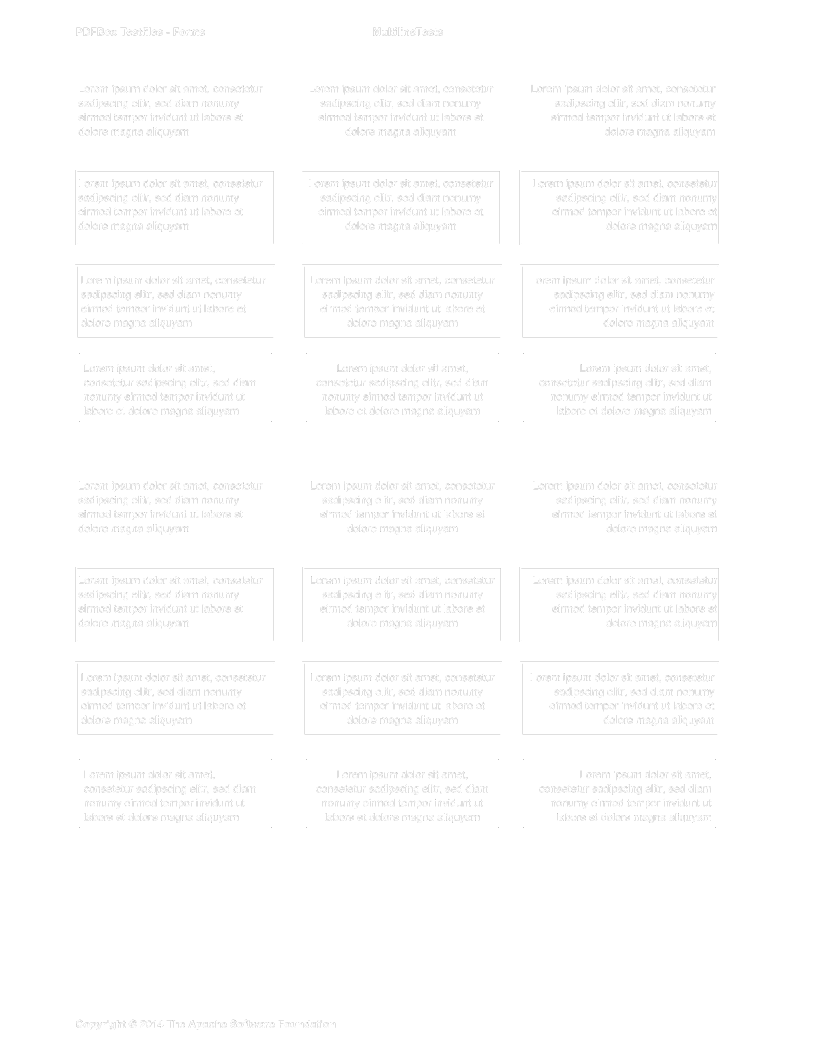 PDFBox Testfiles - Forms
MultilineTests
Lorem ipsum dolor sit amet, consetetur
sadipscing elitr, sed diam nonumy
eirmod tempor invidunt ut labore et
dolore magna aliquyam
Lorem ipsum dolor sit amet, consetetur
sadipscing elitr, sed diam nonumy
eirmod tempor invidunt ut labore et
dolore magna aliquyam
Lorem ipsum dolor sit amet, consetetur
sadipscing elitr, sed diam nonumy
eirmod tempor invidunt ut labore et
dolore magna aliquyam
Lorem ipsum dolor sit amet, consetetur
sadipscing elitr, sed diam nonumy
eirmod tempor invidunt ut labore et
dolore magna aliquyam
Lorem ipsum dolor sit amet, consetetur
sadipscing elitr, sed diam nonumy
eirmod tempor invidunt ut labore et
dolore magna aliquyam
Lorem ipsum dolor sit amet, consetetur
sadipscing elitr, sed diam nonumy
eirmod tempor invidunt ut labore et
dolore magna aliquyam
Lorem ipsum dolor sit amet, consetetur
sadipscing elitr, sed diam nonumy
eirmod tempor invidunt ut labore et
dolore magna aliquyam
Lorem ipsum dolor sit amet, consetetur
sadipscing elitr, sed diam nonumy
eirmod tempor invidunt ut labore et
dolore magna aliquyam
Lorem ipsum dolor sit amet, consetetur
sadipscing elitr, sed diam nonumy
eirmod tempor invidunt ut labore et
dolore magna aliquyam
Lorem ipsum dolor sit amet,
consetetur sadipscing elitr, sed diam
nonumy eirmod tempor invidunt ut
labore et dolore magna aliquyam
Lorem ipsum dolor sit amet,
consetetur sadipscing elitr, sed diam
nonumy eirmod tempor invidunt ut
labore et dolore magna aliquyam
Lorem ipsum dolor sit amet,
consetetur sadipscing elitr, sed diam
nonumy eirmod tempor invidunt ut
labore et dolore magna aliquyam
Lorem ipsum dolor sit amet, consetetur
sadipscing elitr, sed diam nonumy
eirmod tempor invidunt ut labore et
dolore magna aliquyam
Lorem ipsum dolor sit amet, consetetur
sadipscing elitr, sed diam nonumy
eirmod tempor invidunt ut labore et
dolore magna aliquyam
Lorem ipsum dolor sit amet, consetetur
sadipscing elitr, sed diam nonumy
eirmod tempor invidunt ut labore et
dolore magna aliquyam
Lorem ipsum dolor sit amet, consetetur
sadipscing elitr, sed diam nonumy
eirmod tempor invidunt ut labore et
dolore magna aliquyam
Lorem ipsum dolor sit amet, consetetur
sadipscing elitr, sed diam nonumy
eirmod tempor invidunt ut labore et
dolore magna aliquyam
Lorem ipsum dolor sit amet, consetetur
sadipscing elitr, sed diam nonumy
eirmod tempor invidunt ut labore et
dolore magna aliquyam
Lorem ipsum dolor sit amet, consetetur
sadipscing elitr, sed diam nonumy
eirmod tempor invidunt ut labore et
dolore magna aliquyam
Lorem ipsum dolor sit amet, consetetur
sadipscing elitr, sed diam nonumy
eirmod tempor invidunt ut labore et
dolore magna aliquyam
Lorem ipsum dolor sit amet, consetetur
sadipscing elitr, sed diam nonumy
eirmod tempor invidunt ut labore et
dolore magna aliquyam
Lorem ipsum dolor sit amet,
consetetur sadipscing elitr, sed diam
nonumy eirmod tempor invidunt ut
labore et dolore magna aliquyam
Lorem ipsum dolor sit amet,
consetetur sadipscing elitr, sed diam
nonumy eirmod tempor invidunt ut
labore et dolore magna aliquyam
Lorem ipsum dolor sit amet,
consetetur sadipscing elitr, sed diam
nonumy eirmod tempor invidunt ut
labore et dolore magna aliquyam
Copyright © 2014 The Apache Software Foundation